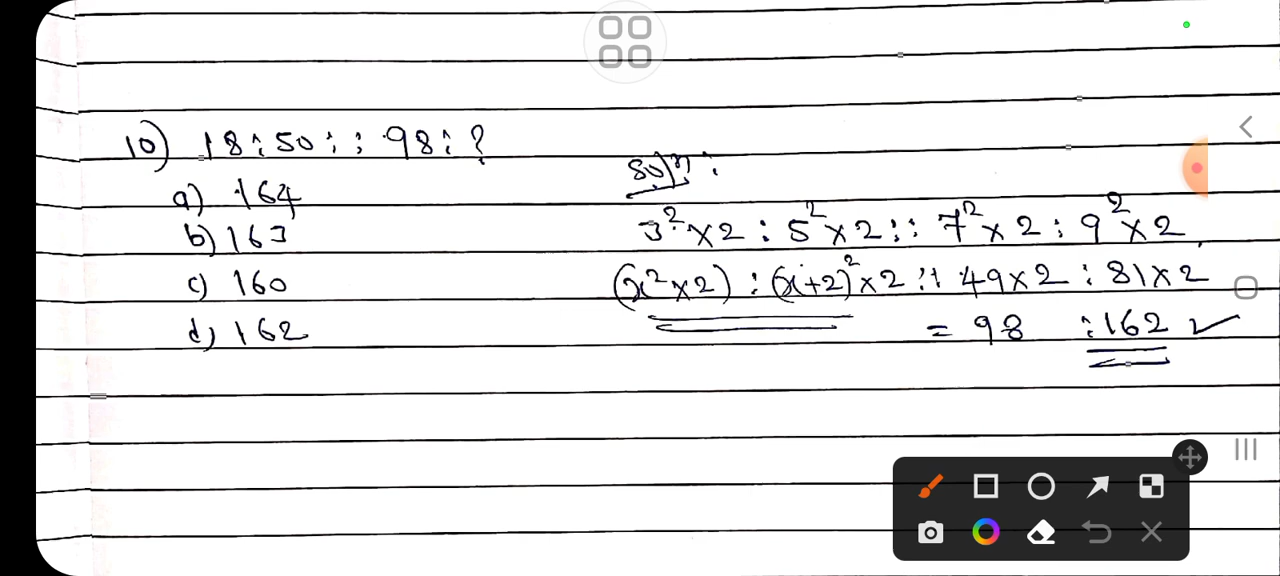 10) 18 : 50 : : 98 : ?
a) 164
b) 163
c) 160
d) 162
Soln :
3² × 2 : 5² × 2 :: 7² × 2 : 9² × 2
(x² × 2) : (x+2)² × 2 :: 49 × 2 : 81 × 2
= 98 : 162 ✓